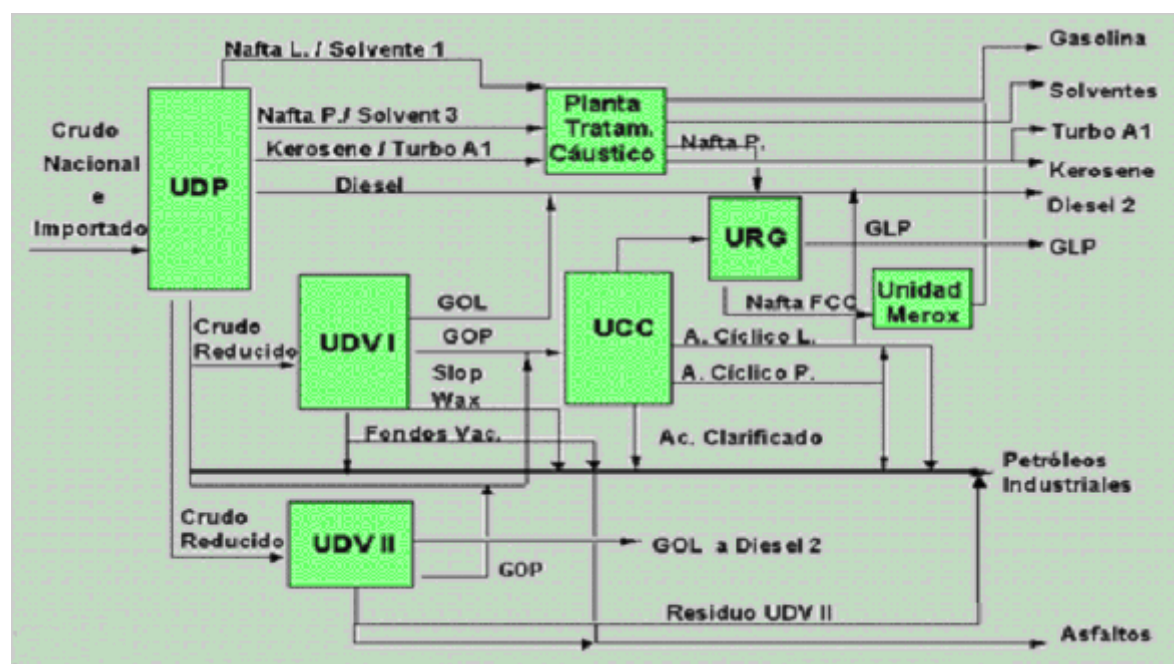 Nafta L. / Solvente 1
Gasolina
Solventes
Planta
Tratam.
Cáustico
Nafta P./ Solvent 3
Crudo
Nacional
e
Importado
Turbo A1
Nafta P.
Kerosene / Turbo A1
Kerosene
UDP
Diesel
Diesel 2
URG
GLP
GLP
GOL
Unidad
Merox
Nafta FCC
Crudo
Reducido
UDV I
GOP
UCC
A. Cíclico L.
Slop
Wax
A. Cíclico P.
Fondos Vac.
Ac. Clarificado
Petróleos
Industriales
Crudo
Reducido
UDV II
GOL a Diesel 2
GOP
Residuo UDV II
Asfaltos